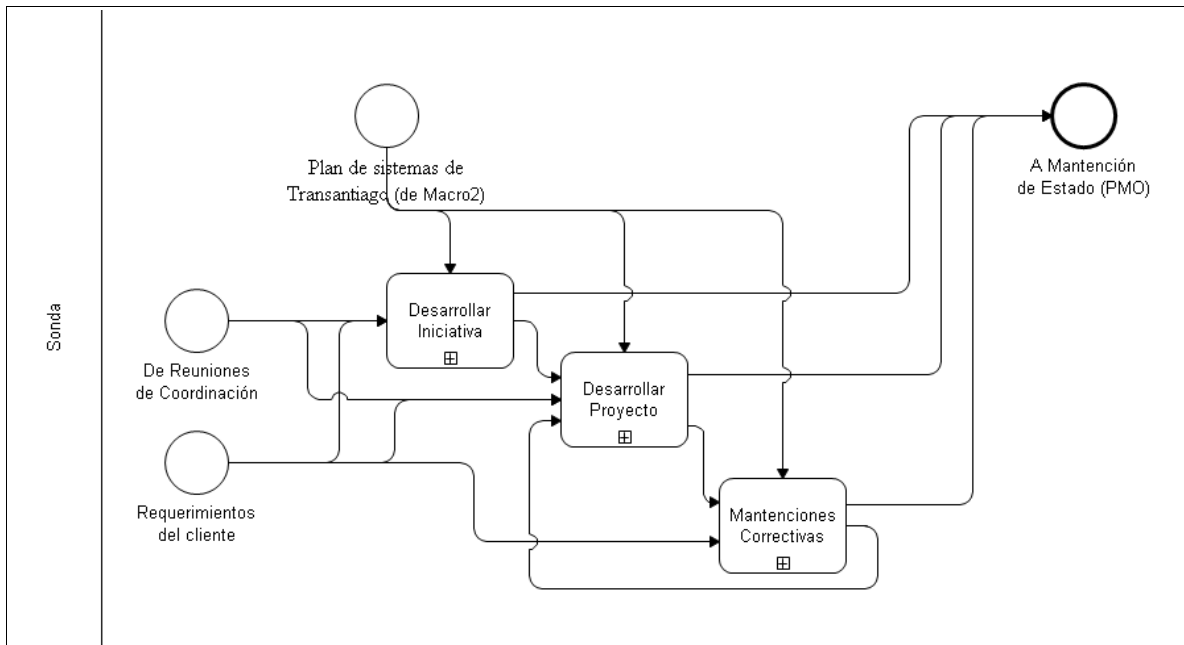 Sonda
Plan de sistemas de
Transantiago (de Macro2)
A Mantención
de Estado (PMO)
Desarrollar
Iniciativa
De Reuniones
de Coordinación
Desarrollar
Proyecto
Requerimientos
del cliente
Mantenciones
Correctivas